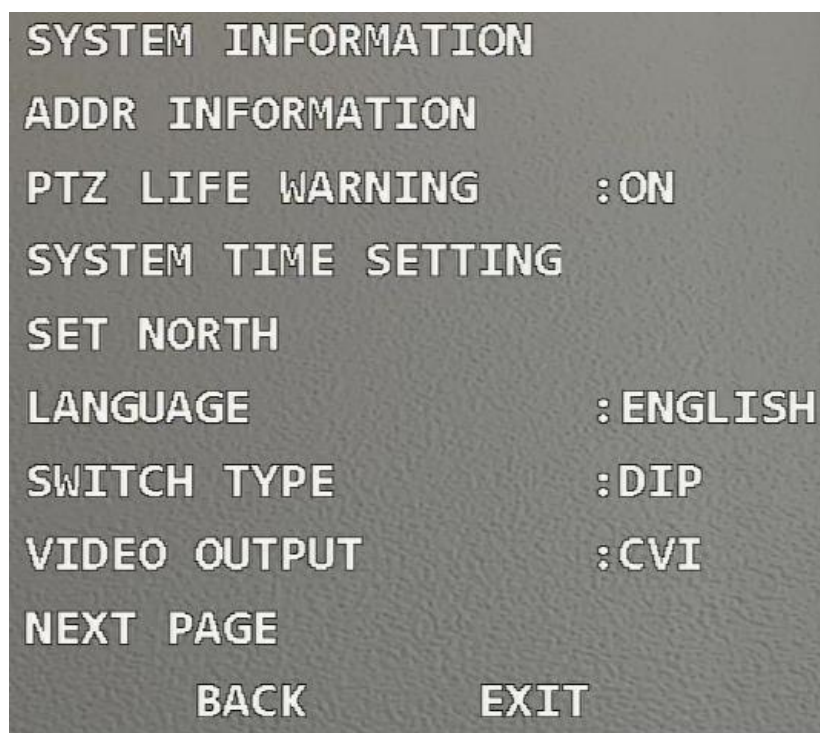 SYSTEM INFORMATION
ADDR INFORMATION
PTZ LIFE WARNING :ON
SYSTEM TIME SETTING
SET NORTH
LANGUAGE :ENGLISH
SWITCH TYPE :DIP
VIDEO OUTPUT :CVI
NEXT PAGE
BACK EXIT